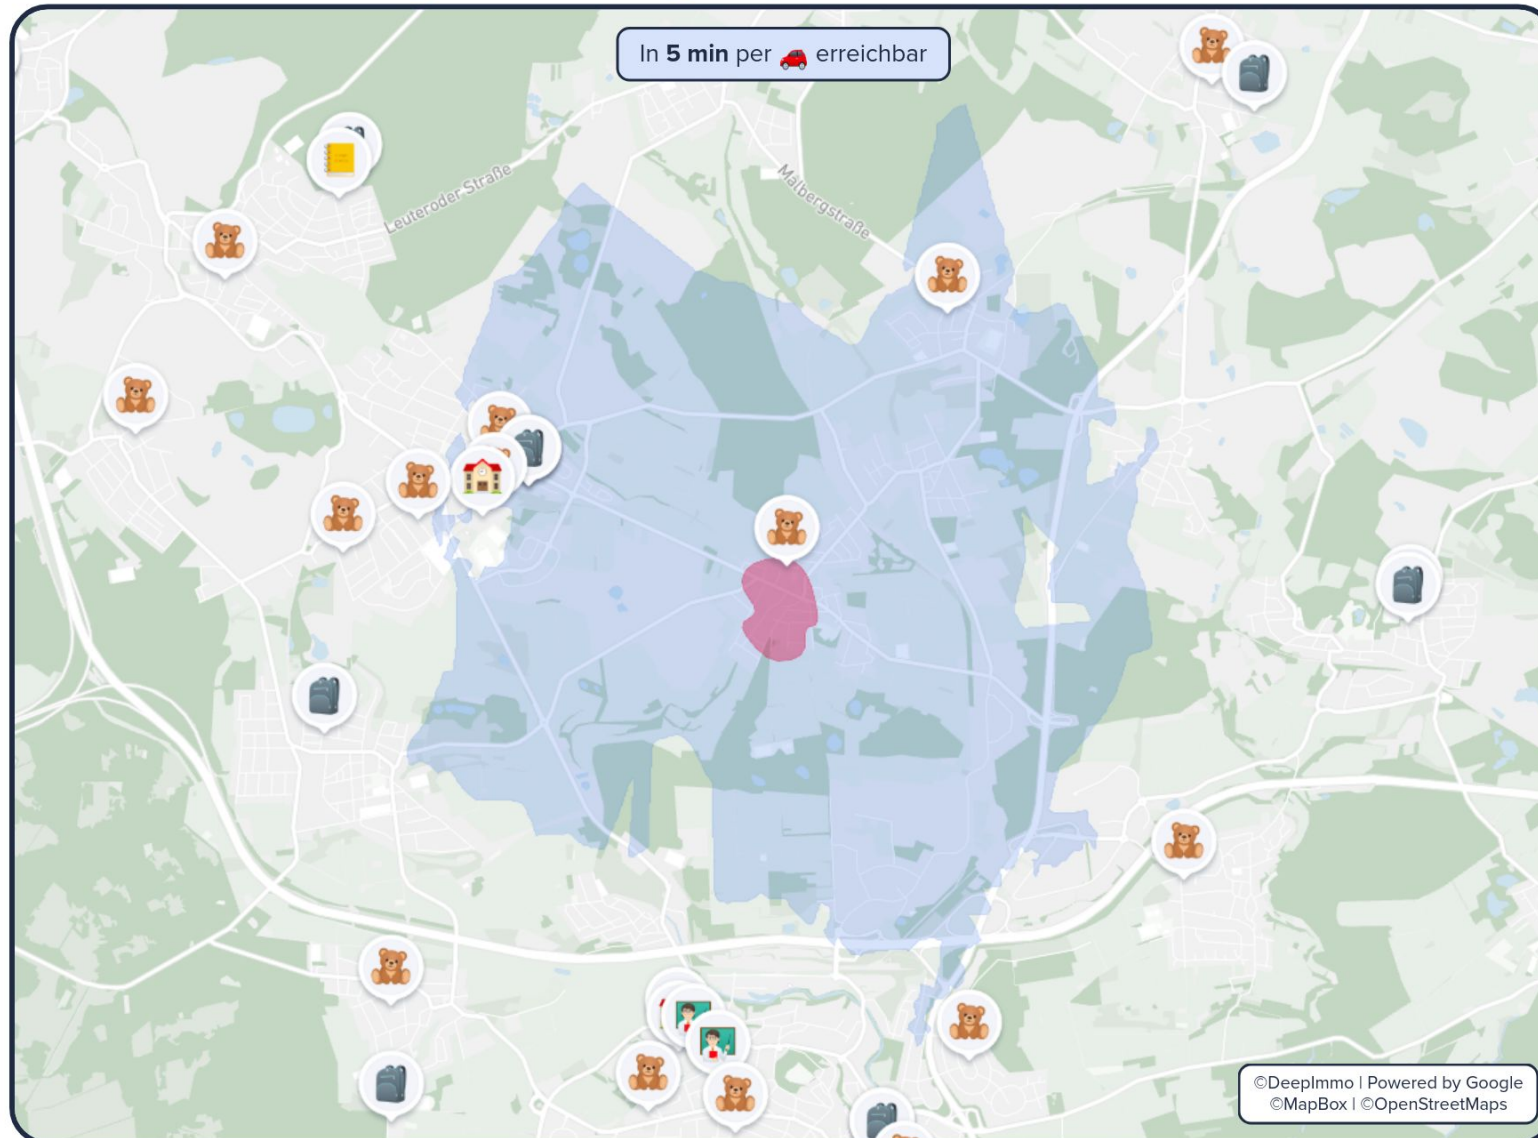 In 5 min per 🚗 erreichbar
Leuteroder Straße
Malbergstraße
©DeepImmo | Powered by Google
©MapBox | ©OpenStreetMaps